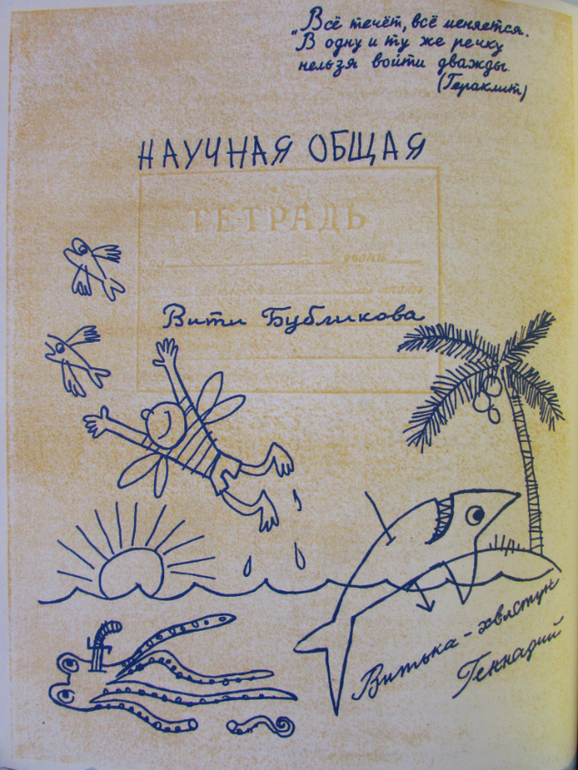 "Всё течёт, всё меняется.
В одну и ту же речку
нельзя войти дважды.
(Гераклит)
НАУЧНАЯ ОБЩАЯ
ТЕТРАДЬ
Вити Бубликова
Витька-хвастун
Геннадий